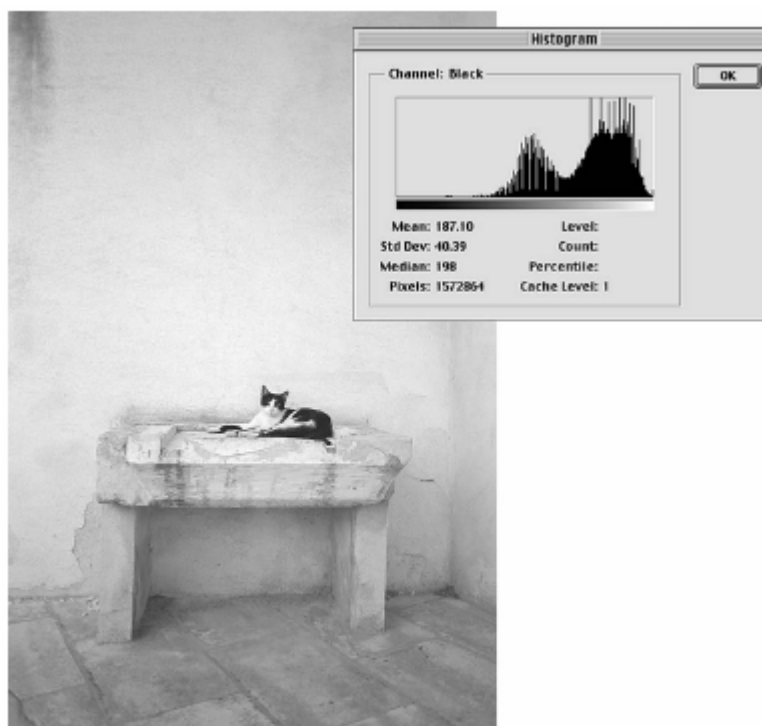 Histogram
Channel: Black
OK
Mean: 187.10
Level:
Std Dev: 40.39
Count:
Median: 198
Percentile:
Pixels: 1572864
Cache Level: 1